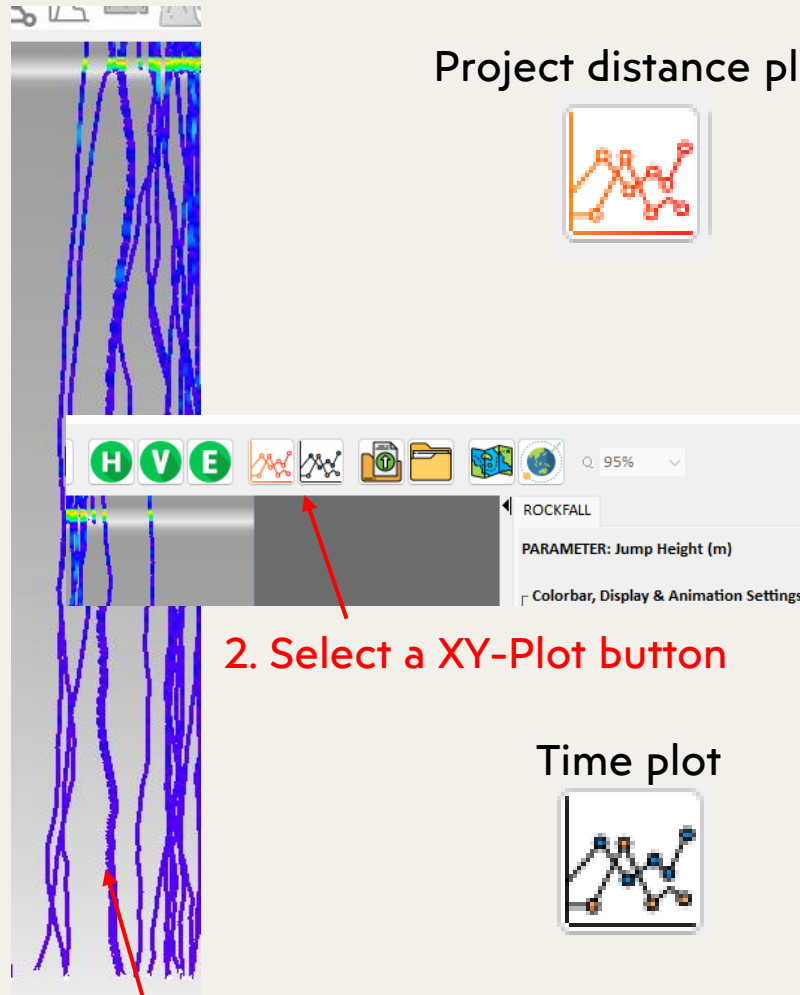 Project distance pl
H V E
95%
ROCKFALL
PARAMETER: Jump Height (m)
Colorbar, Display & Animation Settings
2. Select a XY-Plot button
Time plot